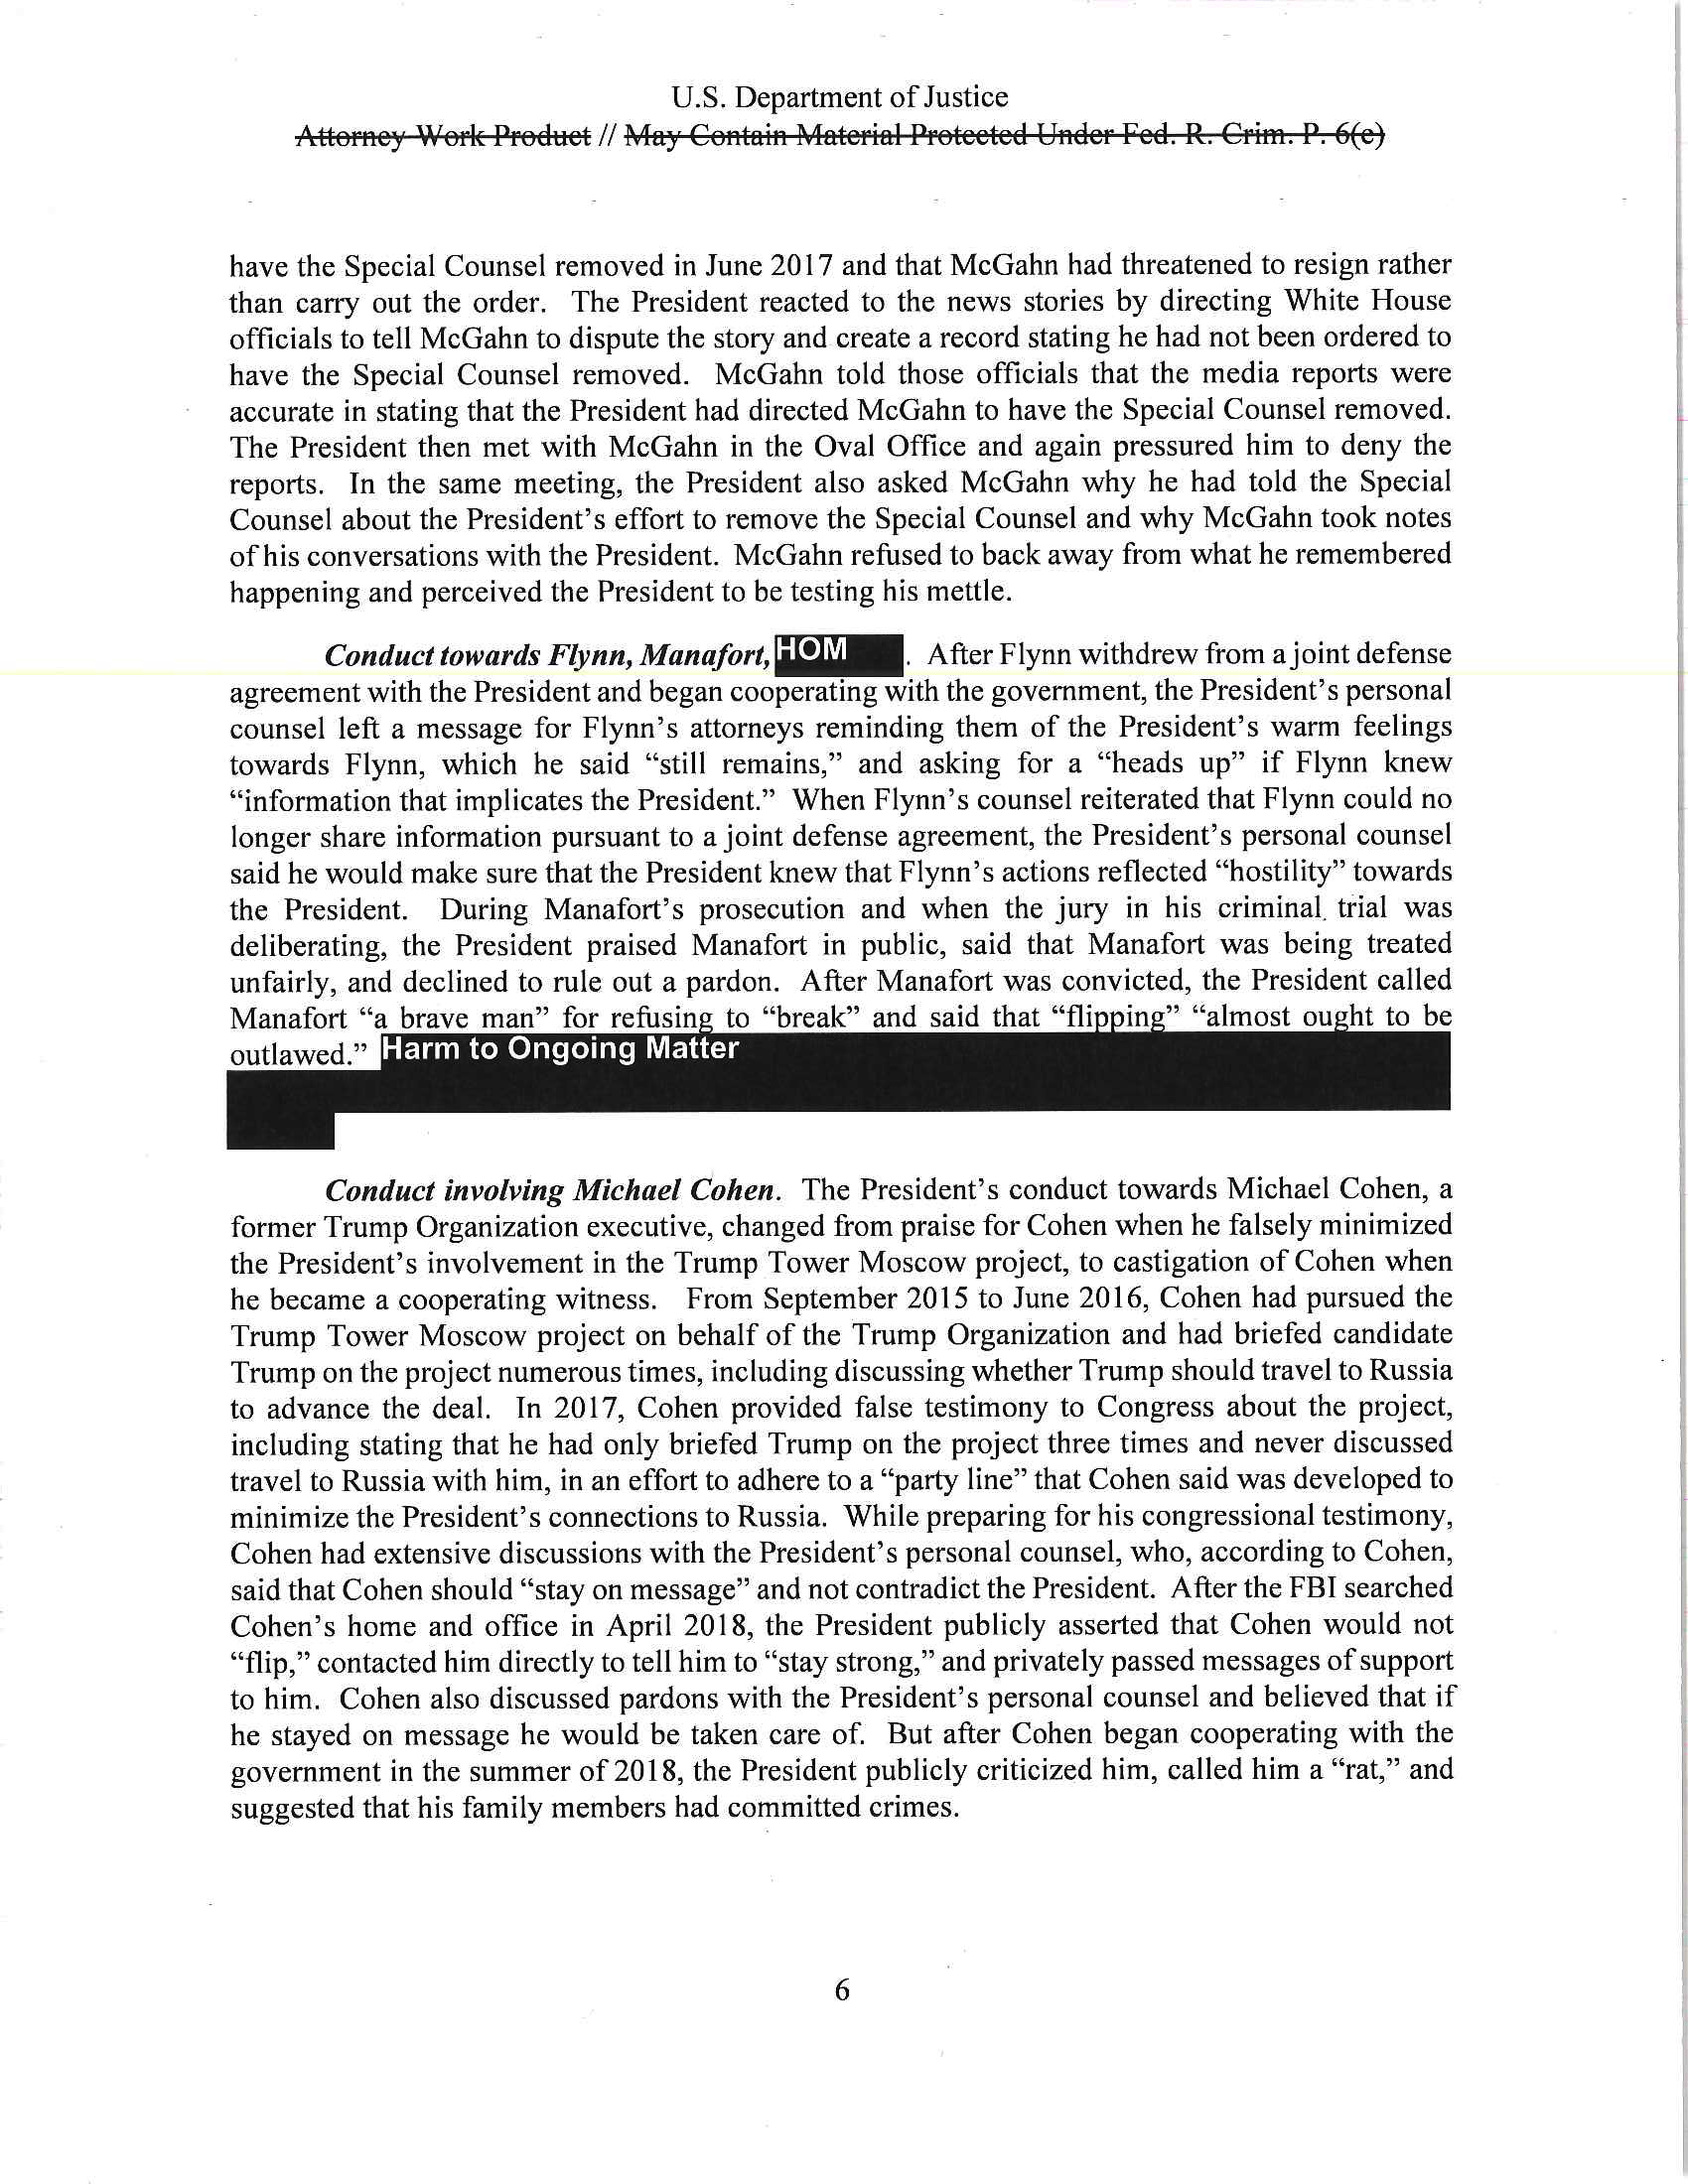 U.S. Department of Justice
Attorney Work Product // May Contain Material Protected Under Fed. R. Crim. P. 6(e)
have the Special Counsel removed in June 2017 and that McGahn had threatened to resign rather
than carry out the order. The President reacted to the news stories by directing White House
officials to tell McGahn to dispute the story and create a record stating he had not been ordered to
have the Special Counsel removed. McGahn told those officials that the media reports were
accurate in stating that the President had directed McGahn to have the Special Counsel removed.
The President then met with McGahn in the Oval Office and again pressured him to deny the
reports. In the same meeting, the President also asked McGahn why he had told the Special
Counsel about the President's effort to remove the Special Counsel and why McGahn took notes
of his conversations with the President. McGahn refused to back away from what he remembered
happening and perceived the President to be testing his mettle.
Conduct towards Flynn, Manafort, HOM. After Flynn withdrew from a joint defense
agreement with the President and began cooperating with the government, the President's personal
counsel left a message for Flynn's attorneys reminding them of the President's warm feelings
towards Flynn, which he said “still remains,” and asking for a “heads up” if Flynn knew
“information that implicates the President.” When Flynn's counsel reiterated that Flynn could no
longer share information pursuant to a joint defense agreement, the President's personal counsel
said he would make sure that the President knew that Flynn's actions reflected “hostility” towards
the President. During Manafort's prosecution and when the jury in his criminal trial was
deliberating, the President praised Manafort in public, said that Manafort was being treated
unfairly, and declined to rule out a pardon. After Manafort was convicted, the President called
Manafort “a brave man” for refusing to “break” and said that “flipping” “almost ought to be
outlawed.” Harm to Ongoing Matter
Conduct involving Michael Cohen. The President's conduct towards Michael Cohen, a
former Trump Organization executive, changed from praise for Cohen when he falsely minimized
the President's involvement in the Trump Tower Moscow project, to castigation of Cohen when
he became a cooperating witness. From September 2015 to June 2016, Cohen had pursued the
Trump Tower Moscow project on behalf of the Trump Organization and had briefed candidate
Trump on the project numerous times, including discussing whether Trump should travel to Russia
to advance the deal. In 2017, Cohen provided false testimony to Congress about the project,
including stating that he had only briefed Trump on the project three times and never discussed
travel to Russia with him, in an effort to adhere to a “party line” that Cohen said was developed to
minimize the President's connections to Russia. While preparing for his congressional testimony,
Cohen had extensive discussions with the President's personal counsel, who, according to Cohen,
said that Cohen should “stay on message” and not contradict the President. After the FBI searched
Cohen's home and office in April 2018, the President publicly asserted that Cohen would not
“flip,” contacted him directly to tell him to “stay strong,” and privately passed messages of support
to him. Cohen also discussed pardons with the President's personal counsel and believed that if
he stayed on message he would be taken care of. But after Cohen began cooperating with the
government in the summer of 2018, the President publicly criticized him, called him a “rat,” and
suggested that his family members had committed crimes.
6